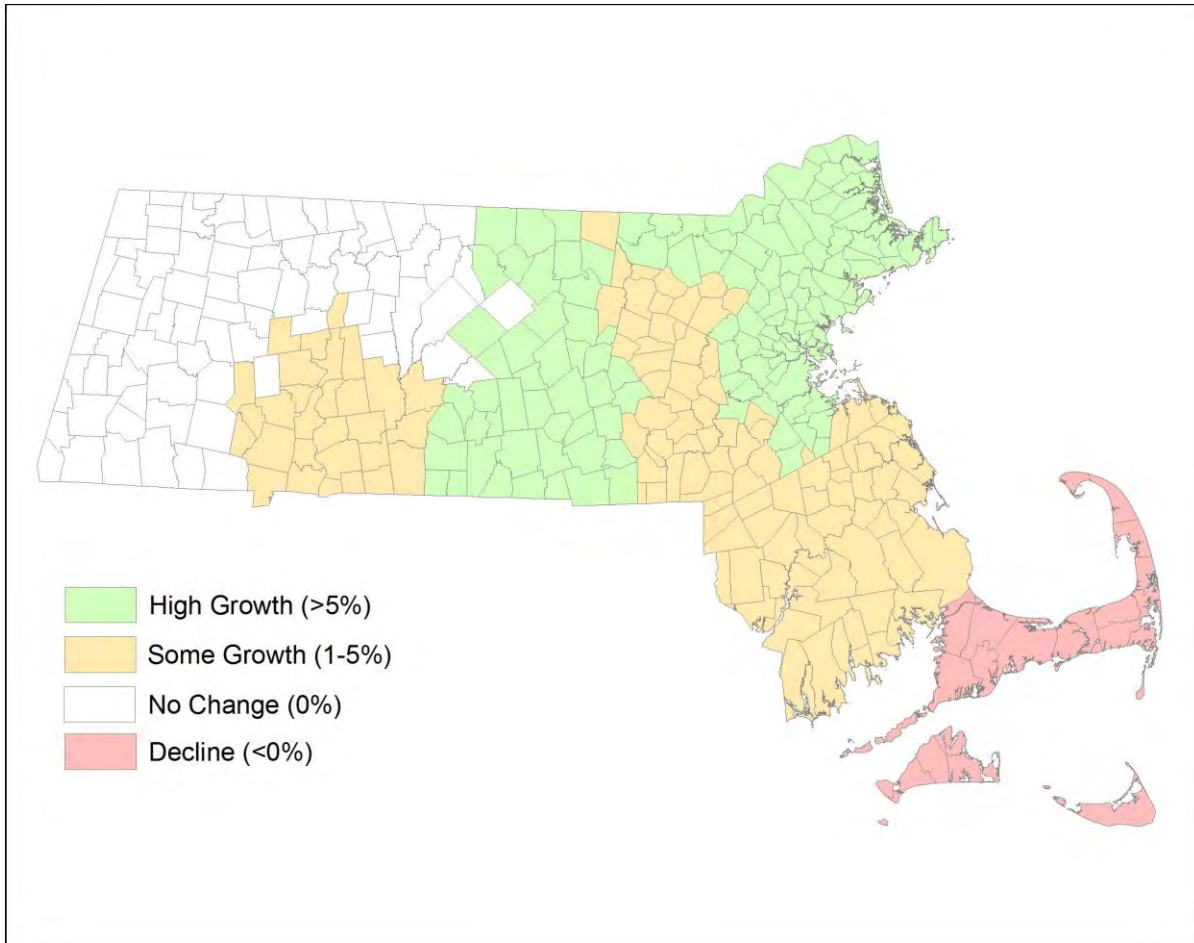 High Growth (>5%)
Some Growth (1-5%)
No Change (0%)
Decline (<0%)